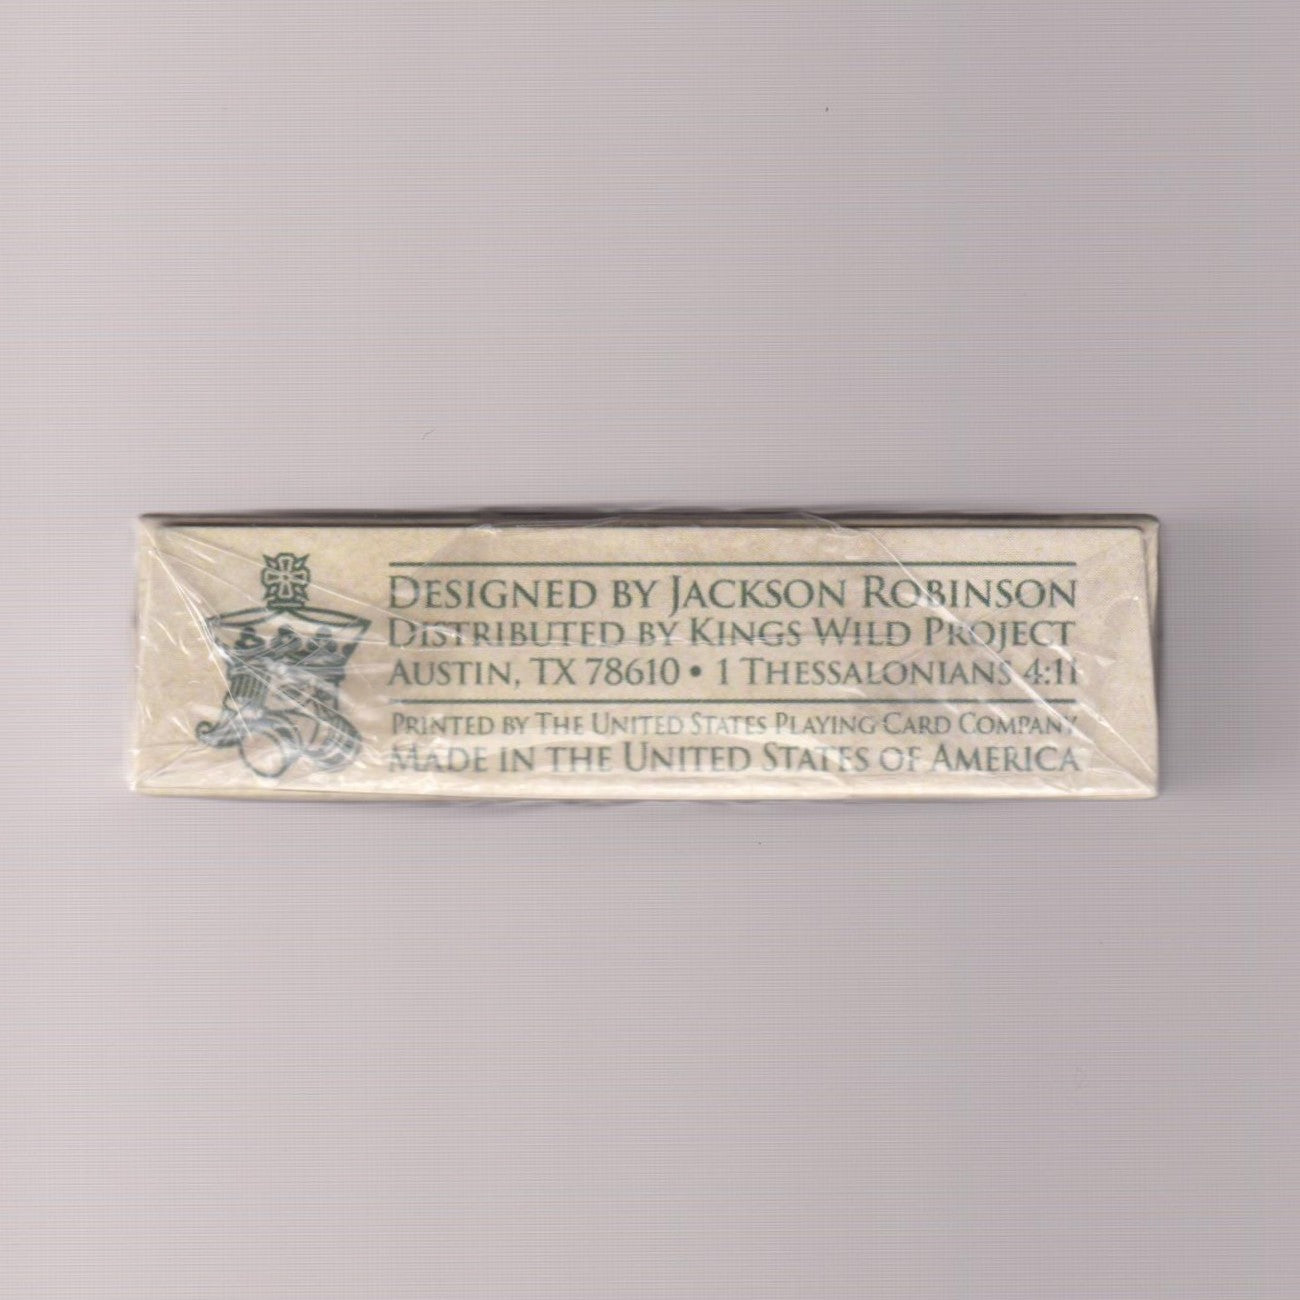 DESIGNED BY JACKSON ROBINSON
DISTRIBUTED BY KINGS WILD PROJECT
AUSTIN, TX 78610 • 1 THESSALONIANS 4:11
PRINTED BY THE UNITED STATES PLAYING CARD COMPANY
MADE IN THE UNITED STATES OF AMERICA